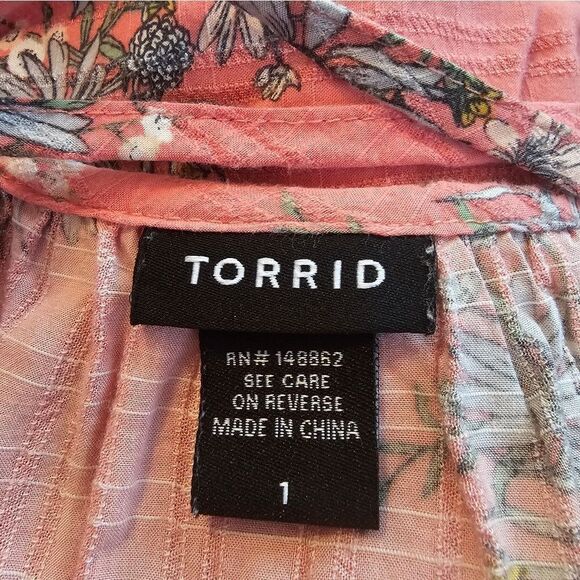 TORRID
RN# 148862
SEE CARE
ON REVERSE
MADE IN CHINA
1